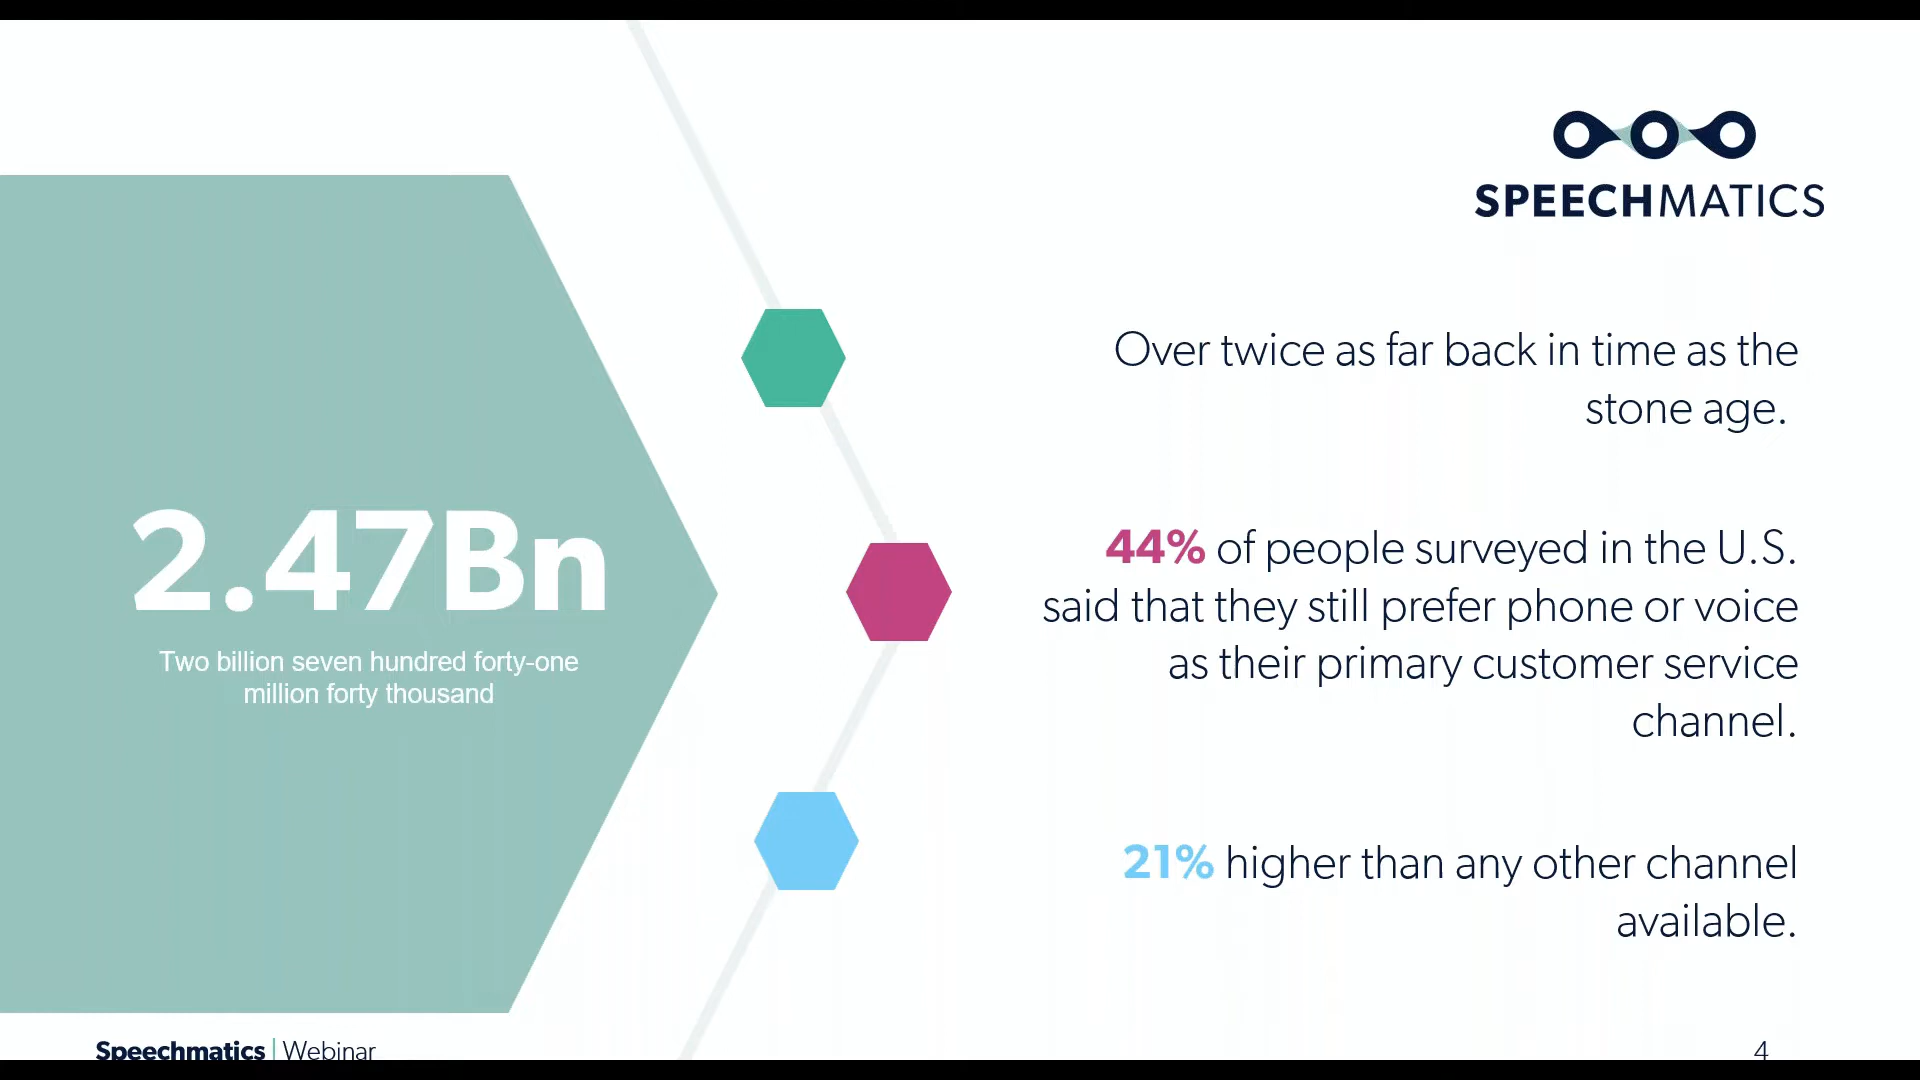 SPEECHMATICS
2.47Bn
Two billion seven hundred forty-one
million forty thousand
Over twice as far back in time as the
stone age.
44% of people surveyed in the U.S.
said that they still prefer phone or voice
as their primary customer service
channel.
21% higher than any other channel
available.
Speechmatics | Webinar
4